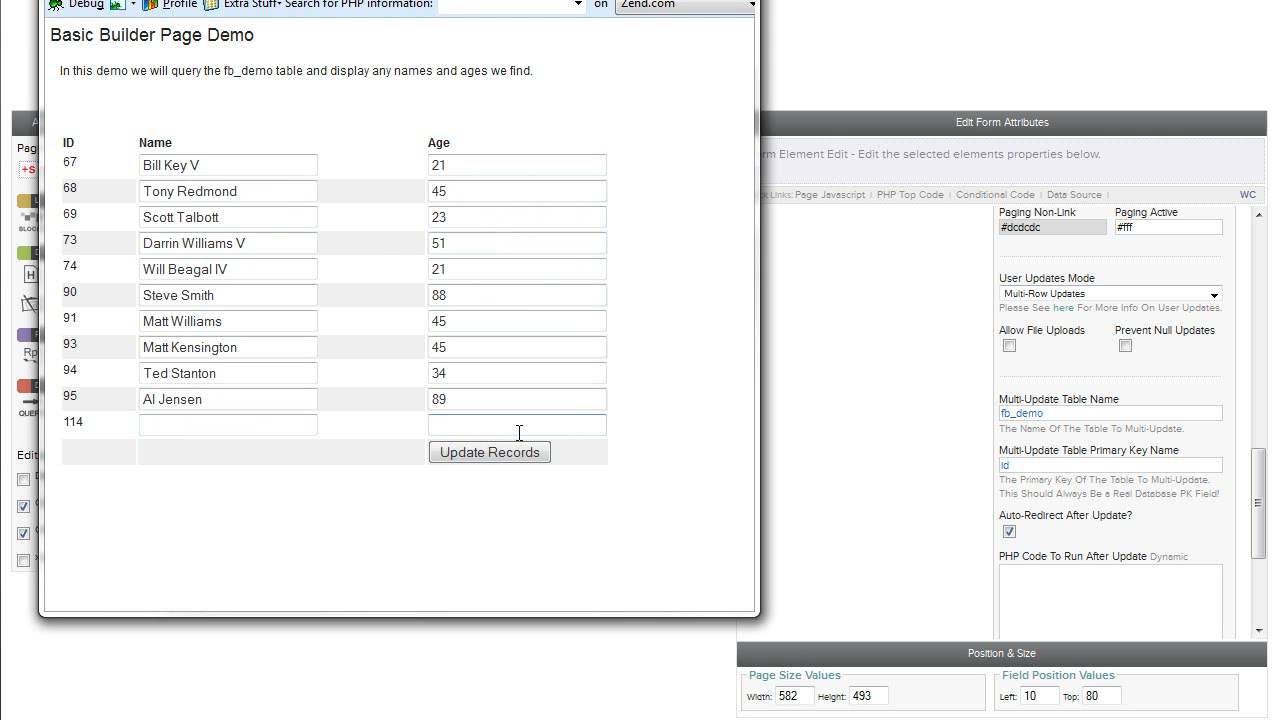 Debug Profile Extra Stuff Search for PHP information: on Zend.com
Basic Builder Page Demo
In this demo we will query the fb_demo table and display any names and ages we find.
ID Name Age
67 Bill Key V 21
68 Tony Redmond 45
69 Scott Talbott 23
73 Darrin Williams V 51
74 Will Beagal IV 21
90 Steve Smith 88
91 Matt Williams 45
93 Matt Kensington 45
94 Ted Stanton 34
95 Al Jensen 89
114
Update Records
A
Pag
+S
BLOC
H
Rp
QUEF
Edit
Edit Form Attributes
orm Element Edit - Edit the selected elements properties below.
ck Links: Page Javascript | PHP Top Code | Conditional Code | Data Source | WC
Paging Non-Link Paging Active
#dcdcdc #fff
User Updates Mode
Multi-Row Updates
Please See here For More Info On User Updates.
Allow File Uploads Prevent Null Updates
Multi-Update Table Name
fb_demo
The Name Of The Table To Multi-Update.
Multi-Update Table Primary Key Name
id
The Primary Key Of The Table To Multi-Update.
This Should Always Be a Real Database PK Field!
Auto-Redirect After Update?
PHP Code To Run After Update Dynamic
Position & Size
Page Size Values Field Position Values
Width: 582 Height: 493 Left: 10 Top: 80